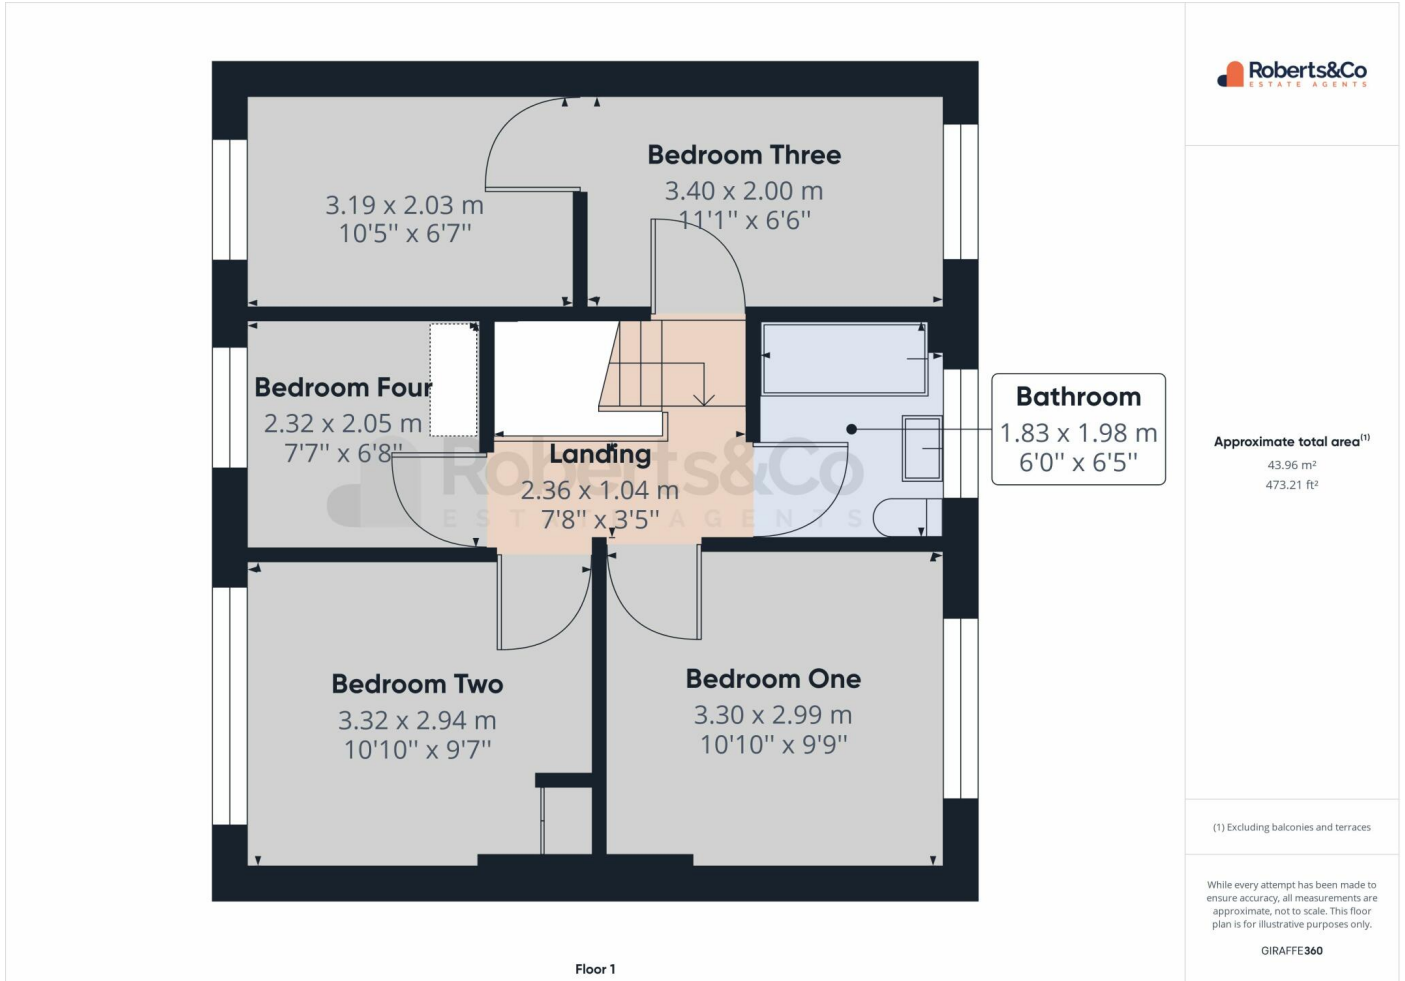 Roberts&Co
ESTATE AGENTS
Bedroom Three
3.40 x 2.00 m
11'1" x 6'6"
3.19 x 2.03 m
10'5" x 6'7"
Bedroom Four
2.32 x 2.05 m
7'7" x 6'8"
Bathroom
1.83 x 1.98 m
6'0" x 6'5"
Roberts&Co
ESTATE AGENTS
Landing
2.36 x 1.04 m
7'8" x 3'5"
Bedroom Two
3.32 x 2.94 m
10'10" x 9'7"
Bedroom One
3.30 x 2.99 m
10'10" x 9'9"
Floor 1
Approximate total area(1)
43.96 m²
473.21 ft²
(1) Excluding balconies and terraces
While every attempt has been made to
ensure accuracy, all measurements are
approximate, not to scale. This floor
plan is for illustrative purposes only.
GIRAFFE360